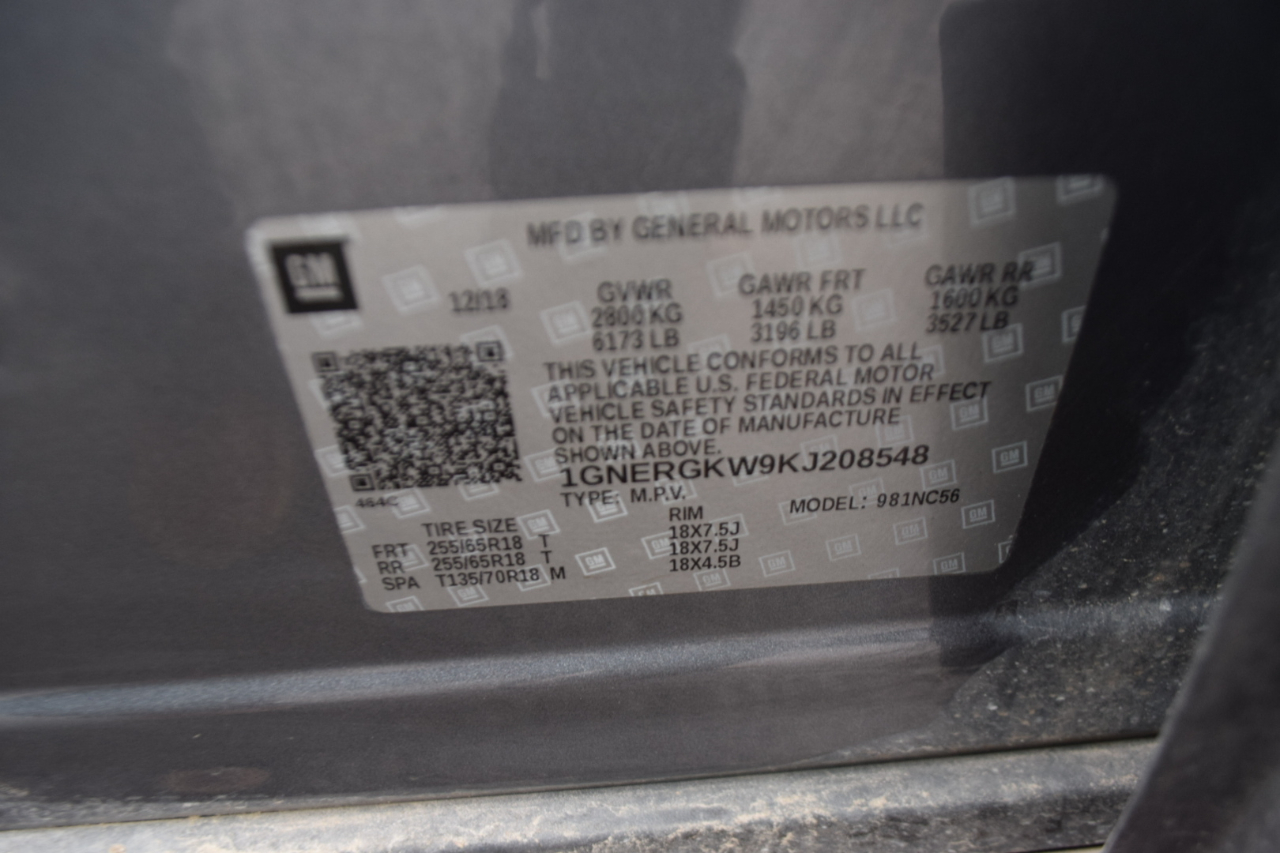 MFD BY GENERAL MOTORS LLC
GM
12/18
GVWR GAWR FRT GAWR RR
2800 KG 1450 KG 1600 KG
6173 LB 3196 LB 3527 LB
THIS VEHICLE CONFORMS TO ALL
APPLICABLE U.S. FEDERAL MOTOR
VEHICLE SAFETY STANDARDS IN EFFECT
ON THE DATE OF MANUFACTURE
SHOWN ABOVE.
1GNERGKW9KJ208548
TYPE: M.P.V. MODEL: 981NC56
TIRE SIZE RIM
FRT 255/65R18 T 18X7.5J
RR 255/65R18 T 18X7.5J
SPA T135/70R18 M 18X4.5B